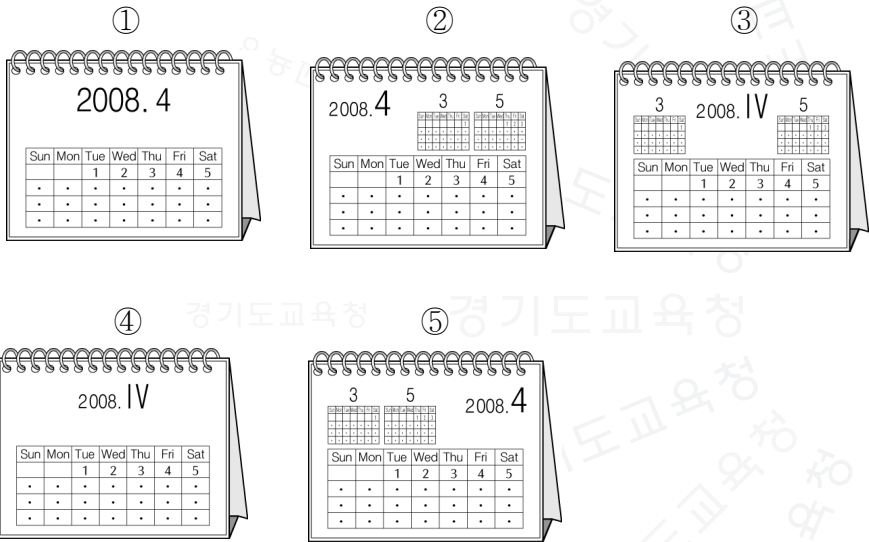 ① ② ③
2008. 4
Sun Mon Tue Wed Thu Fri Sat
1 2 3 4 5
2008. 4 3 5
Sun Mon Tue Wed Thu Fri Sat
1 2 3 4 5
3 2008. Ⅳ 5
Sun Mon Tue Wed Thu Fri Sat
1 2 3 4 5
경기도교육청 경기도교육청
④ ⑤
2008. Ⅳ
Sun Mon Tue Wed Thu Fri Sat
1 2 3 4 5
3 5 2008. 4
Sun Mon Tue Wed Thu Fri Sat
1 2 3 4 5